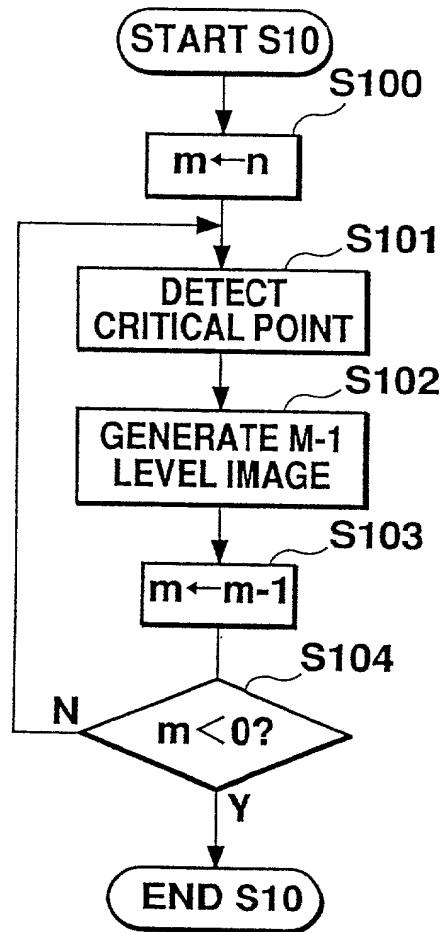 START S10
S100
m←n
S101
DETECT
CRITICAL POINT
S102
GENERATE M-1
LEVEL IMAGE
S103
m←m-1
S104
N
m<0?
Y
END S10